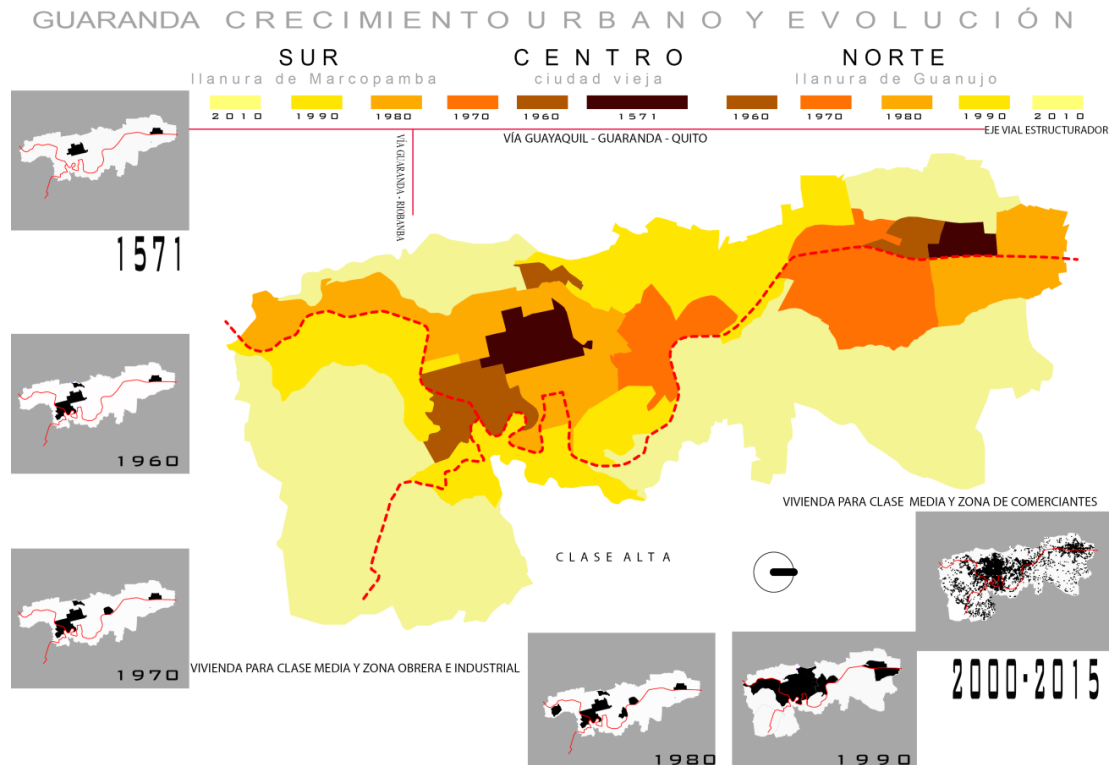 GUARANDA CRECIMIENTO URBANO Y EVOLUCIÓN
SUR CENTRO NORTE
llanura de Marcopamba ciudad vieja llanura de Guanujo
2010 1990 1980 1970 1960 1571 1960 1970 1980 1990 2010
EJE VIAL ESTRUCTURADOR
VÍA GUAYAQUIL - GUARANDA - QUITO
VÍA GUARANDA - RIOBANBA
1571
1960
1970
VIVIENDA PARA CLASE MEDIA Y ZONA DE COMERCIANTES
CLASE ALTA
VIVIENDA PARA CLASE MEDIA Y ZONA OBRERA E INDUSTRIAL
1980
1990
2000-2015